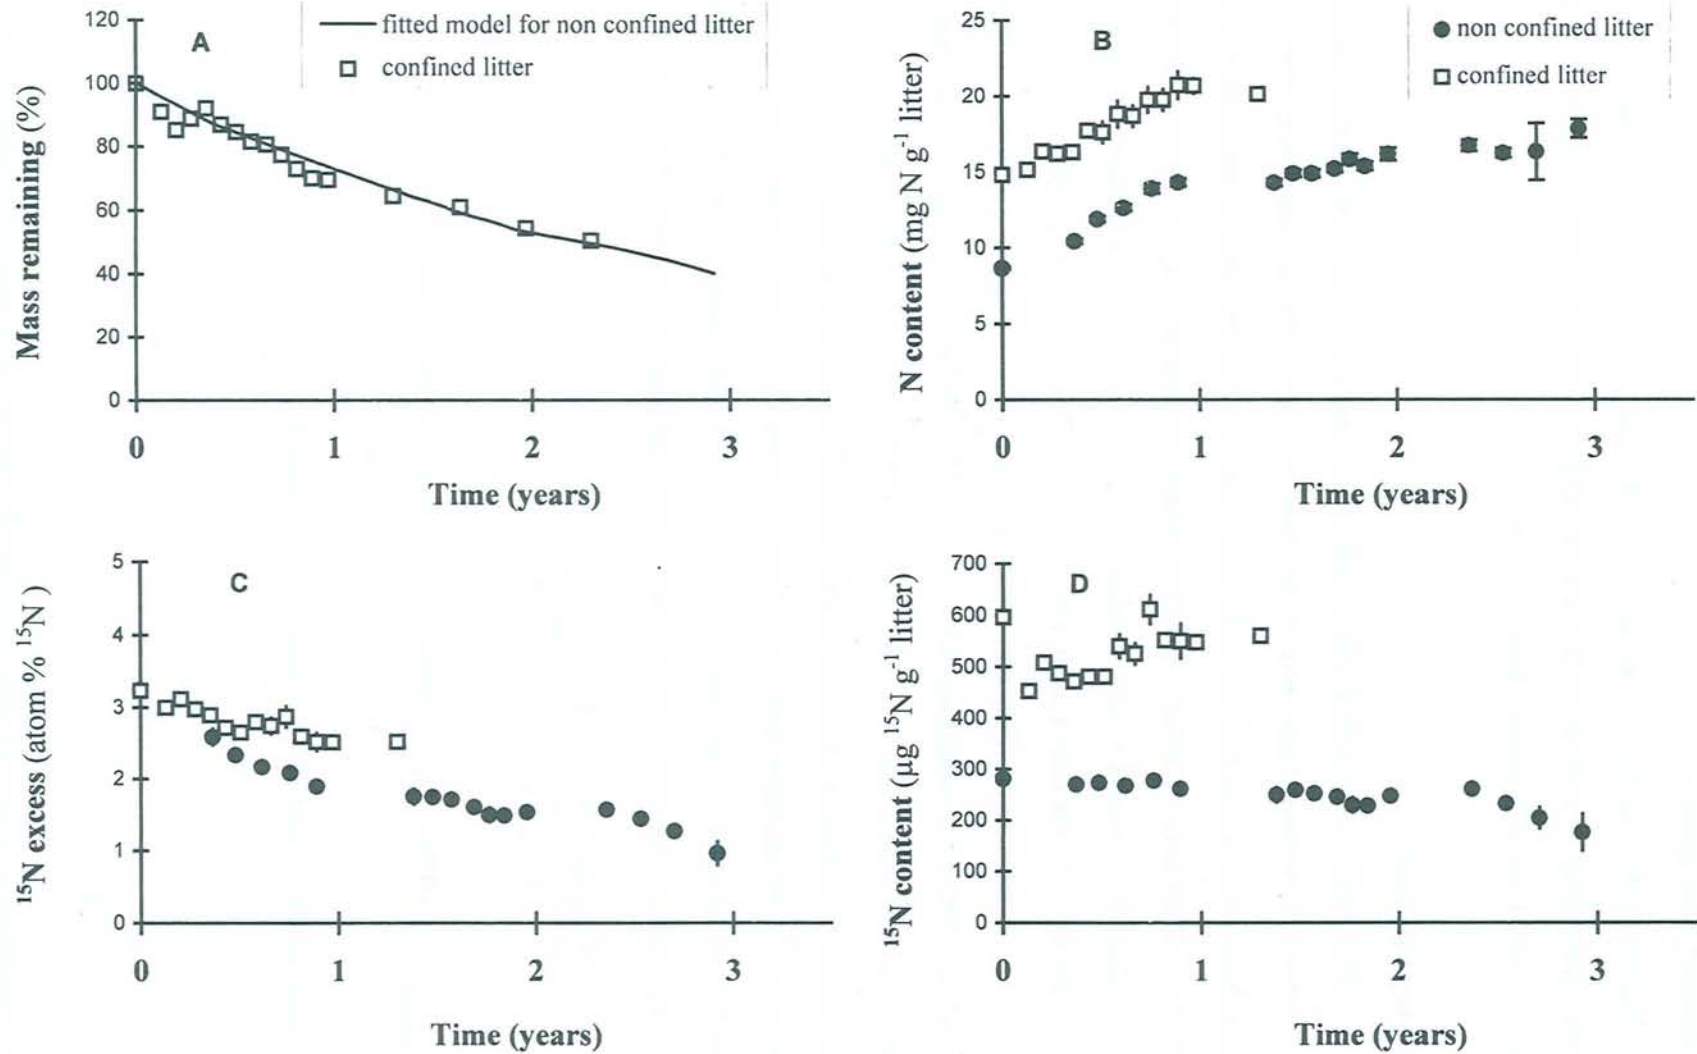 fitted model for non confined litter
confined litter
A
Mass remaining (%)
120
100
80
60
40
20
0
0 1 2 3
Time (years)
non confined litter
confined litter
B
N content (mg N g⁻¹ litter)
25
20
15
10
5
0
0 1 2 3
Time (years)
C
¹⁵N excess (atom % ¹⁵N )
5
4
3
2
1
0
0 1 2 3
Time (years)
D
¹⁵N content (µg ¹⁵N g⁻¹ litter)
700
600
500
400
300
200
100
0
0 1 2 3
Time (years)